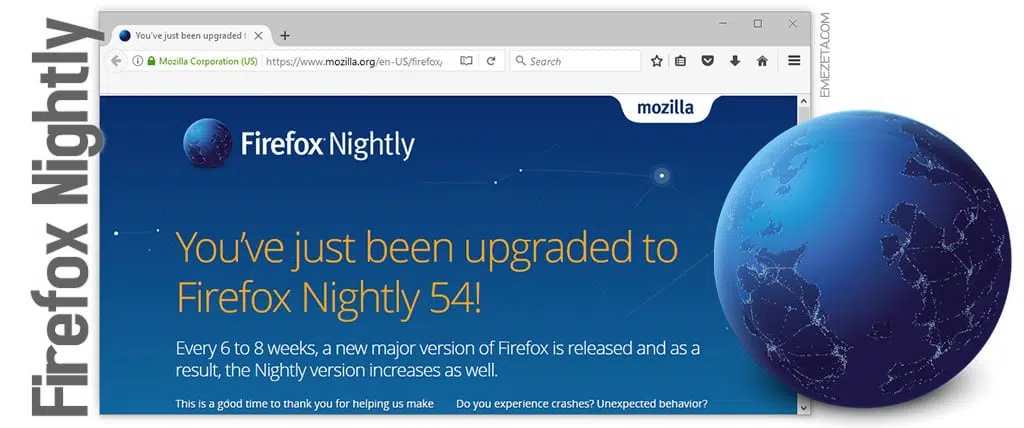 Firefox Nightly
You've just been upgraded t
Mozilla Corporation (US)
https://www.mozilla.org/en-US/firefox/
Search
EMEZETA.COM
mozilla
Firefox Nightly
You've just been upgraded to
Firefox Nightly 54!
Every 6 to 8 weeks, a new major version of Firefox is released and as a
result, the Nightly version increases as well.
This is a good time to thank you for helping us make
Do you experience crashes? Unexpected behavior?